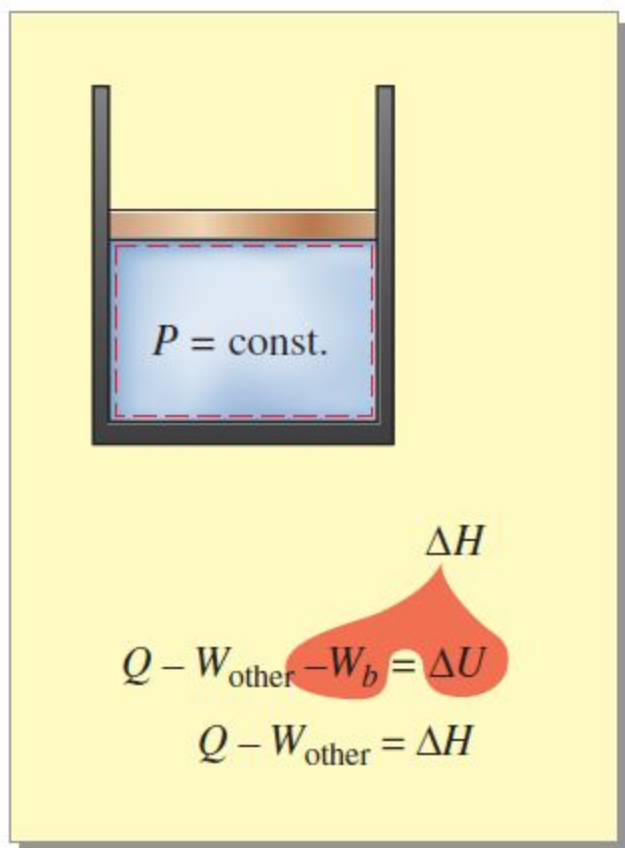 P = const.
ΔH
Q – W_other –W_b = ΔU
Q – W_other = ΔH